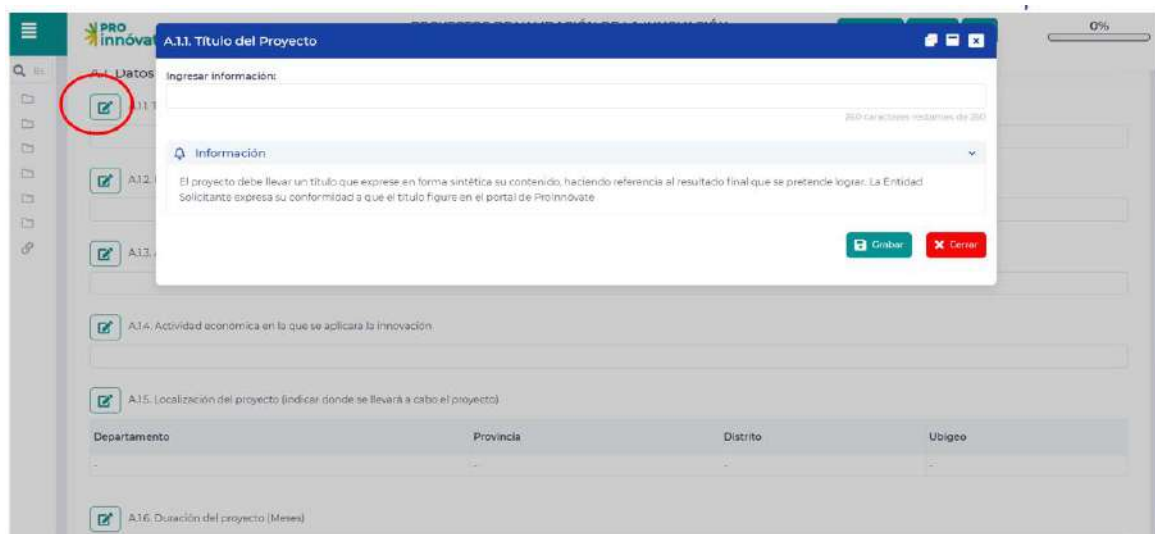 PRO
innóvat
A.1.1. Título del Proyecto
0%
A.1. Datos
Ingresar información:
260 caracteres restantes de 260
Información
El proyecto debe llevar un título que exprese en forma sintética su contenido, haciendo referencia al resultado final que se pretende lograr. La Entidad
Solicitante expresa su conformidad a que el título figure en el portal de ProInnóvate
Grabar
Cerrar
A.1.2.
A.1.3.
A.1.4. Actividad económica en la que se aplicara la innovación
A.1.5. Localización del proyecto (indicar donde se llevará a cabo el proyecto)
Departamento Provincia Distrito Ubigeo
- - - -
A.1.6. Duración del proyecto (Meses)